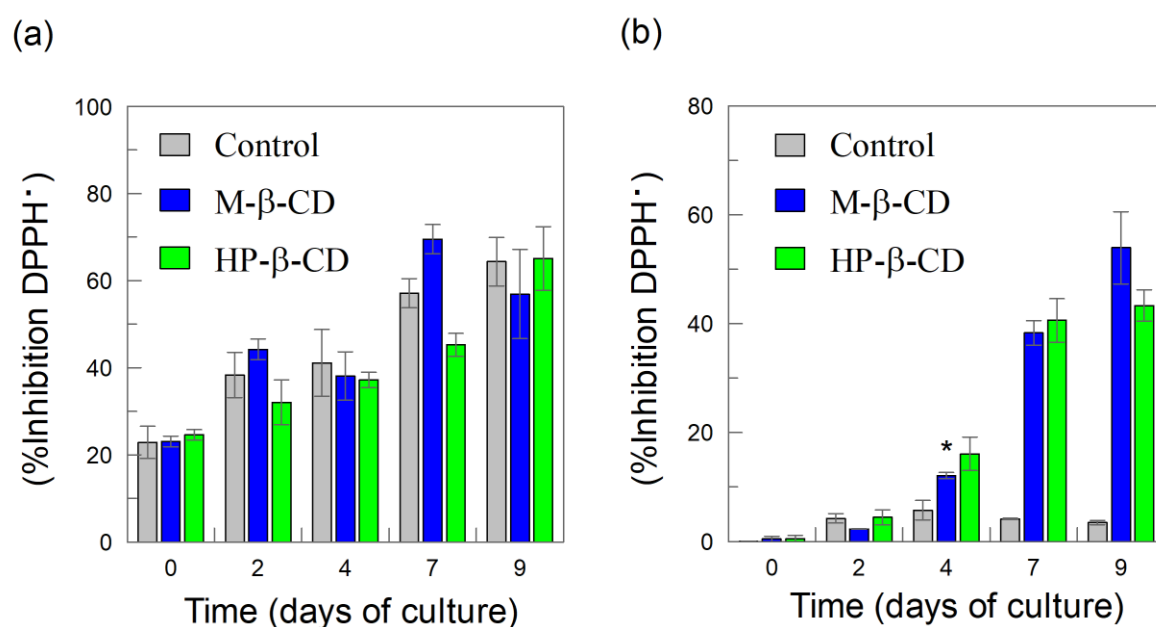 (a)
(%Inhibition DPPH·)
100
80
60
40
20
0
Control
M-β-CD
HP-β-CD
0 2 4 7 9
Time (days of culture)
(b)
(%Inhibition DPPH·)
80
60
40
20
0
Control
M-β-CD
HP-β-CD
*
0 2 4 7 9
Time (days of culture)